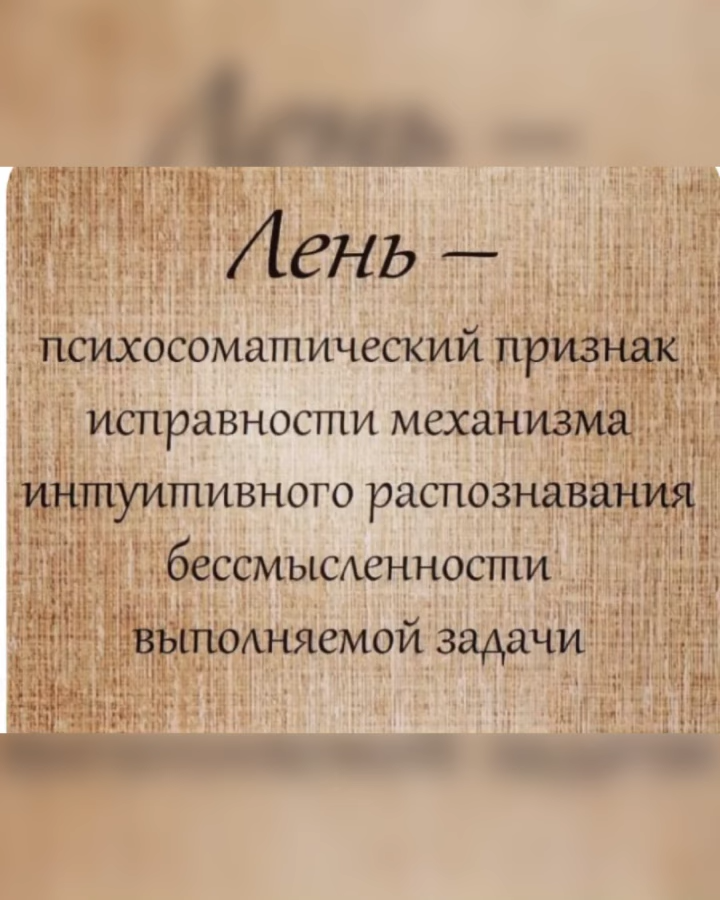 Лень –
психосоматический признак
исправности механизма
интуитивного распознавания
бессмысленности
выполняемой задачи